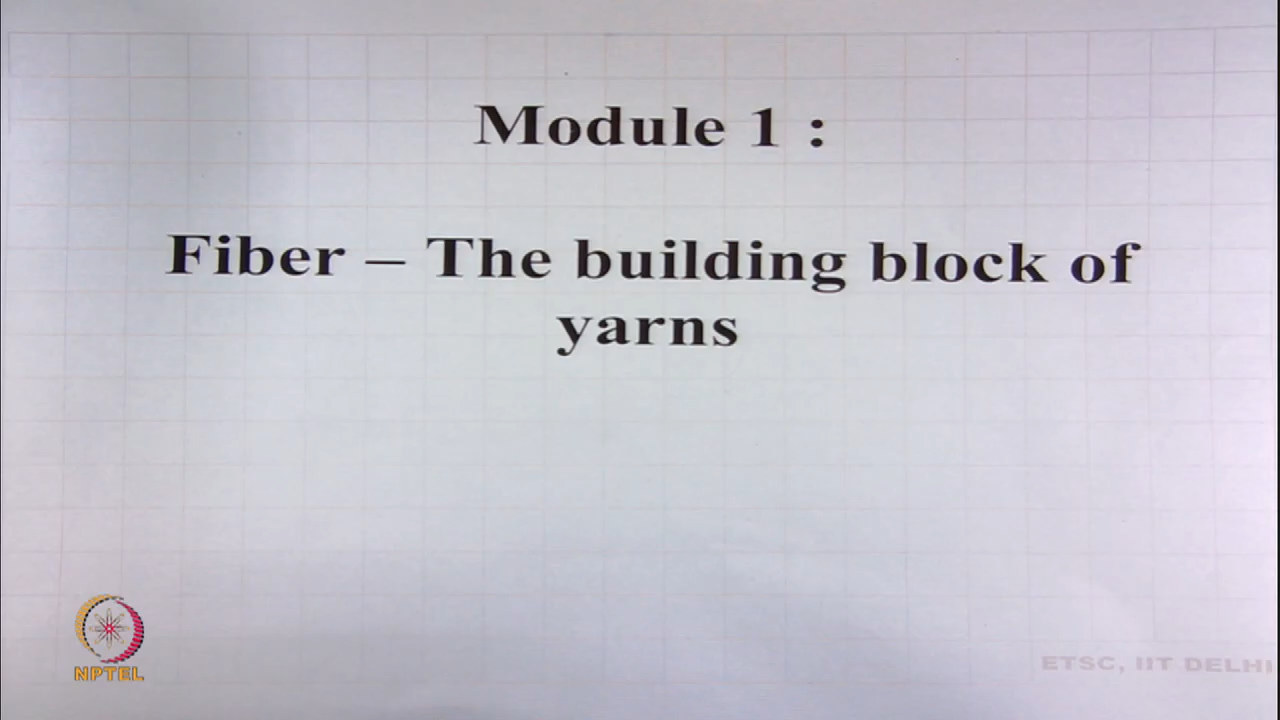 Module 1 :
Fiber – The building block of
yarns
NPTEL
ETSC, IIT DELHI